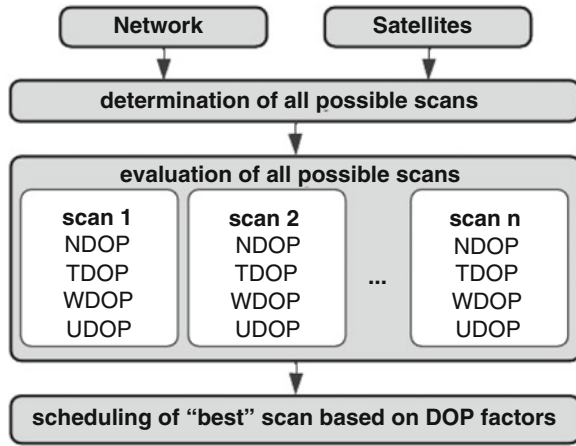 Network
Satellites
determination of all possible scans
evaluation of all possible scans
scan 1
NDOP
TDOP
WDOP
UDOP
scan 2
NDOP
TDOP
WDOP
UDOP
...
scan n
NDOP
TDOP
WDOP
UDOP
scheduling of “best” scan based on DOP factors